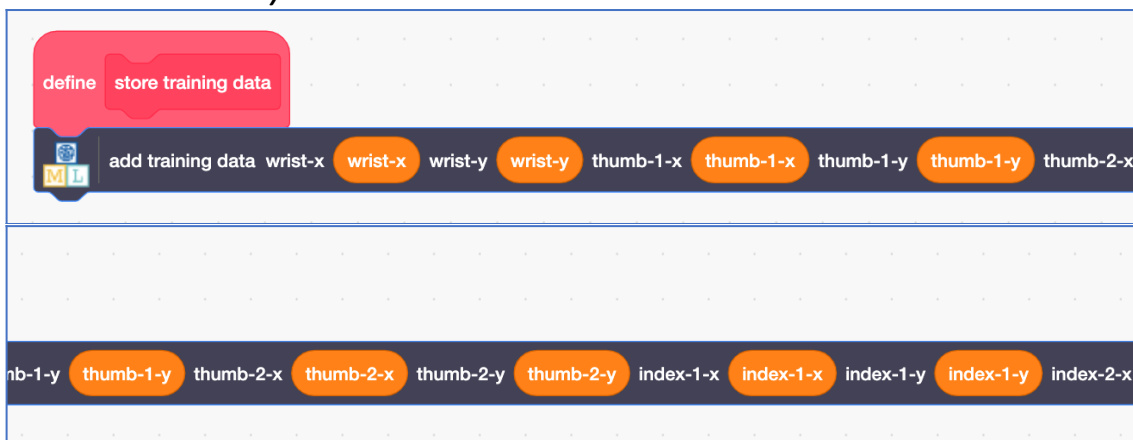 define store training data
M L add training data wrist-x wrist-x wrist-y wrist-y thumb-1-x thumb-1-x thumb-1-y thumb-1-y thumb-2-x
1-y thumb-1-y thumb-2-x thumb-2-x thumb-2-y thumb-2-y index-1-x index-1-x index-1-y index-1-y index-2-x